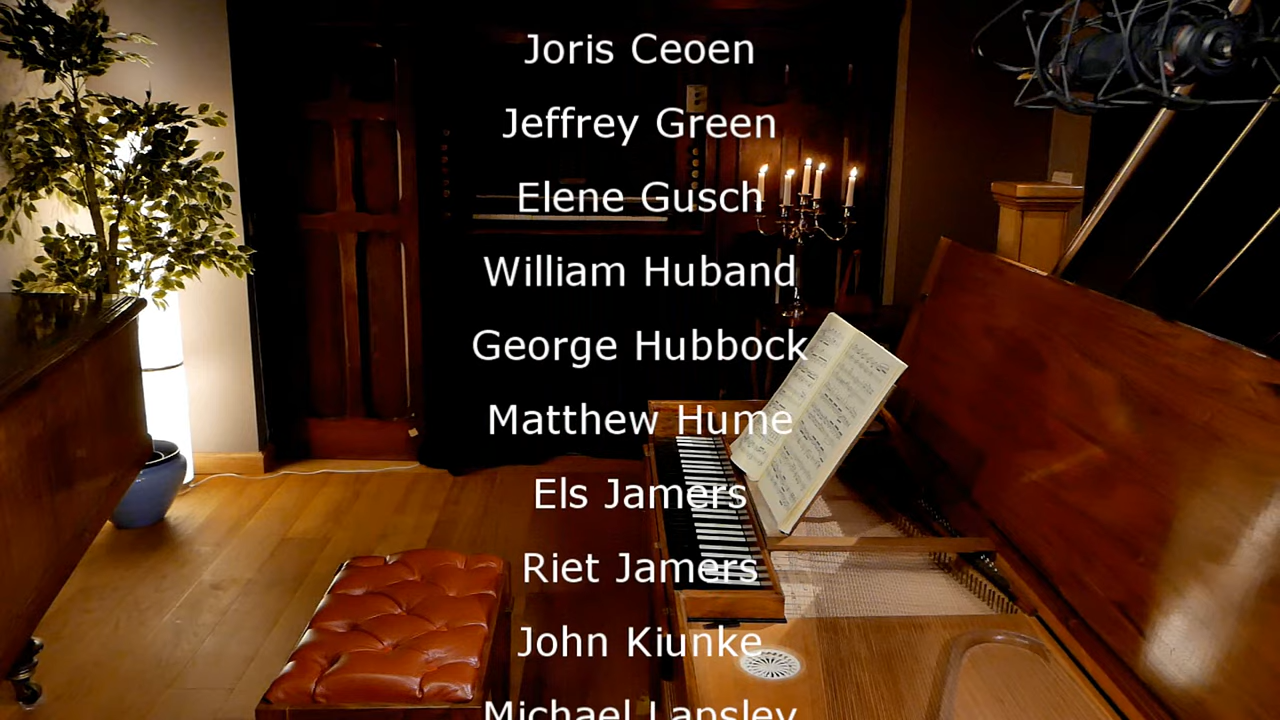 Joris Ceoen
Jeffrey Green
Elene Gusch
William Huband
George Hubbock
Matthew Hume
Els Jamers
Riet Jamers
John Kiunke
Michael Lansley